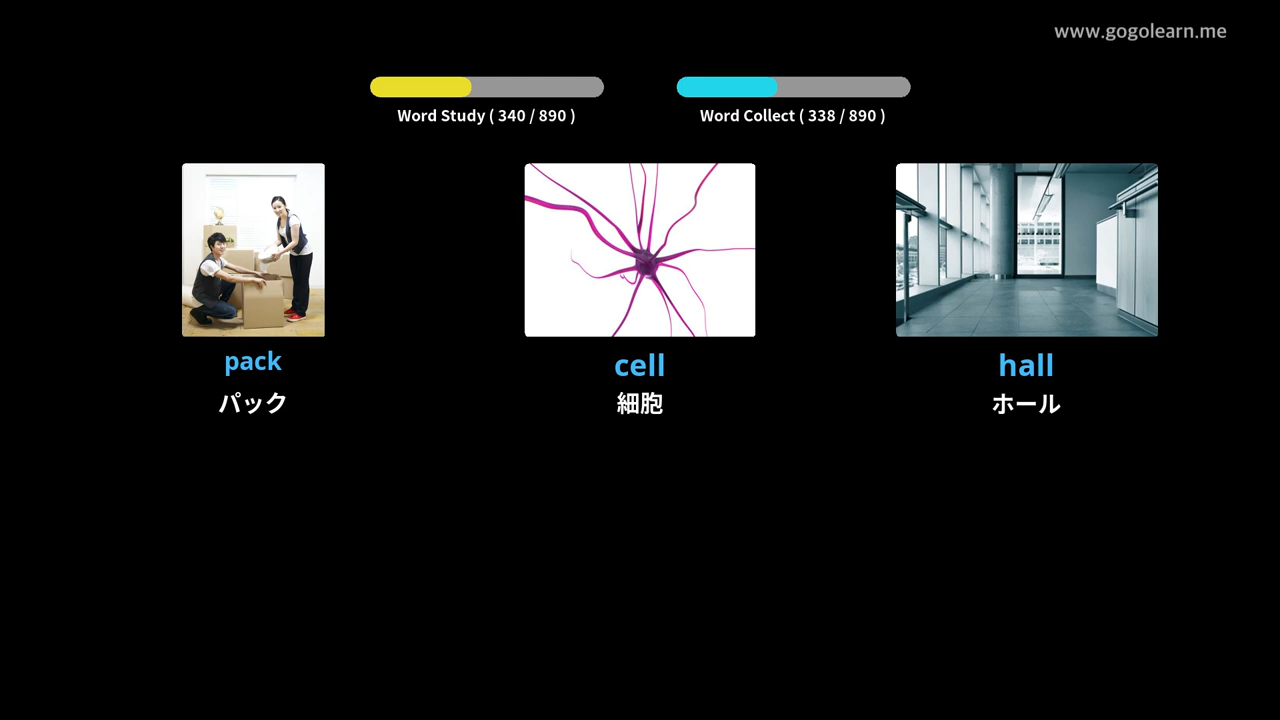 www.gogolearn.me
Word Study ( 340 / 890 )
Word Collect ( 338 / 890 )
pack
パック
cell
細胞
hall
ホール